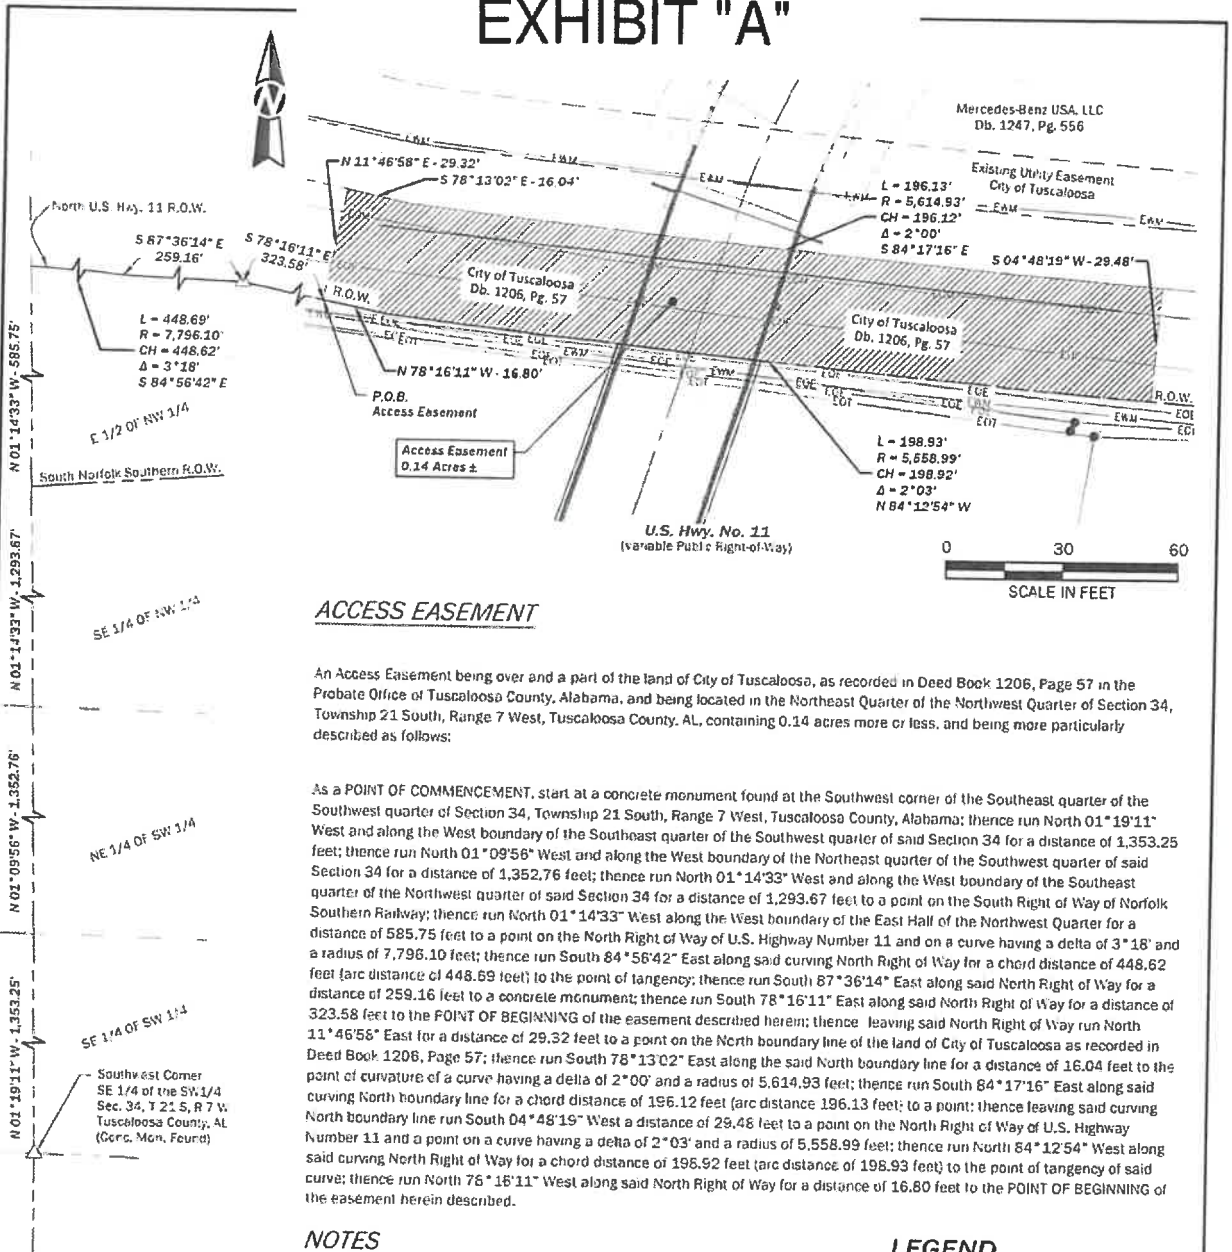 EXHIBIT "A"
Mercedes-Benz USA, LLC
Db. 1247, Pg. 556
Existing Utility Easement
City of Tuscaloosa
N 11°46'58" E - 29.32'
S 78°13'02" E - 16.04'
L = 196.13'
R = 5,614.93'
CH = 196.12'
Δ = 2°00'
S 84°17'16" E
S 04°48'19" W - 29.48'
North U.S. Hwy. 11 R.O.W.
S 87°36'14" E
259.16'
S 78°16'11" E
323.58'
R.O.W.
City of Tuscaloosa
Db. 1206, Pg. 57
City of Tuscaloosa
Db. 1206, Pg. 57
R.O.W.
L = 448.69'
R = 7,796.10'
CH = 448.62'
Δ = 3°18'
S 84°56'42" E
N 78°16'11" W - 16.80'
P.O.B.
Access Easement
Access Easement
0.14 Acres ±
L = 198.93'
R = 5,558.99'
CH = 198.92'
Δ = 2°03'
N 84°12'54" W
U.S. Hwy. No. 11
(variable Public Right-of-Way)
0 30 60
SCALE IN FEET
N 01°14'33" W - 585.75'
E 1/2 OF NW 1/4
South Norfolk Southern R.O.W.
N 01°14'33" W - 1,293.67'
SE 1/4 OF NW 1/4
N 01°09'56" W - 1,352.76'
NE 1/4 OF SW 1/4
N 01°19'11" W - 1,353.25'
SE 1/4 OF SW 1/4
Southwest Corner
SE 1/4 of the SW1/4
Sec. 34, T 21 S, R 7 W.
Tuscaloosa County, AL
(Conc. Mon. Found)
ACCESS EASEMENT
An Access Easement being over and a part of the land of City of Tuscaloosa, as recorded in Deed Book 1206, Page 57 in the
Probate Office of Tuscaloosa County, Alabama, and being located in the Northeast Quarter of the Northwest Quarter of Section 34,
Township 21 South, Range 7 West, Tuscaloosa County, AL, containing 0.14 acres more or less, and being more particularly
described as follows:
As a POINT OF COMMENCEMENT, start at a concrete monument found at the Southwest corner of the Southeast quarter of the
Southwest quarter of Section 34, Township 21 South, Range 7 West, Tuscaloosa County, Alabama; thence run North 01°19'11"
West and along the West boundary of the Southeast quarter of the Southwest quarter of said Section 34 for a distance of 1,353.25
feet; thence run North 01°09'56" West and along the West boundary of the Northeast quarter of the Southwest quarter of said
Section 34 for a distance of 1,352.76 feet; thence run North 01°14'33" West and along the West boundary of the Southeast
quarter of the Northwest quarter of said Section 34 for a distance of 1,293.67 feet to a point on the South Right of Way of Norfolk
Southern Railway; thence run North 01°14'33" West along the West boundary of the East Half of the Northwest Quarter for a
distance of 585.75 feet to a point on the North Right of Way of U.S. Highway Number 11 and on a curve having a delta of 3°18' and
a radius of 7,796.10 feet; thence run South 84°56'42" East along said curving North Right of Way for a chord distance of 448.62
feet (arc distance of 448.69 feet) to the point of tangency; thence run South 87°36'14" East along said North Right of Way for a
distance of 259.16 feet to a concrete monument; thence run South 78°16'11" East along said North Right of Way for a distance of
323.58 feet to the POINT OF BEGINNING of the easement described herein; thence leaving said North Right of Way run North
11°46'58" East for a distance of 29.32 feet to a point on the North boundary line of the land of City of Tuscaloosa as recorded in
Deed Book 1206, Page 57; thence run South 78°13'02" East along the said North boundary line for a distance of 16.04 feet to the
point of curvature of a curve having a delta of 2°00' and a radius of 5,614.93 feet; thence run South 84°17'16" East along said
curving North boundary line for a chord distance of 196.12 feet (arc distance 196.13 feet; to a point; thence leaving said curving
North boundary line run South 04°48'19" West a distance of 29.48 feet to a point on the North Right of Way of U.S. Highway
Number 11 and a point on a curve having a delta of 2°03' and a radius of 5,558.99 feet; thence run North 84°12'54" West along
said curving North Right of Way for a chord distance of 198.92 feet (arc distance of 198.93 feet) to the point of tangency of said
curve; thence run North 78°16'11" West along said North Right of Way for a distance of 16.80 feet to the POINT OF BEGINNING of
the easement herein described.
NOTES
LEGEND